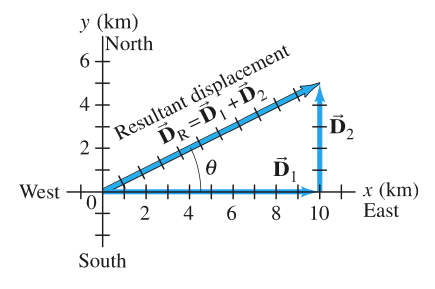 y (km)
North
6
4
2
Resultant displacement
D⃗R = D⃗1 + D⃗2
θ
D⃗1
D⃗2
West
0
2 4 6 8 10
x (km)
East
South